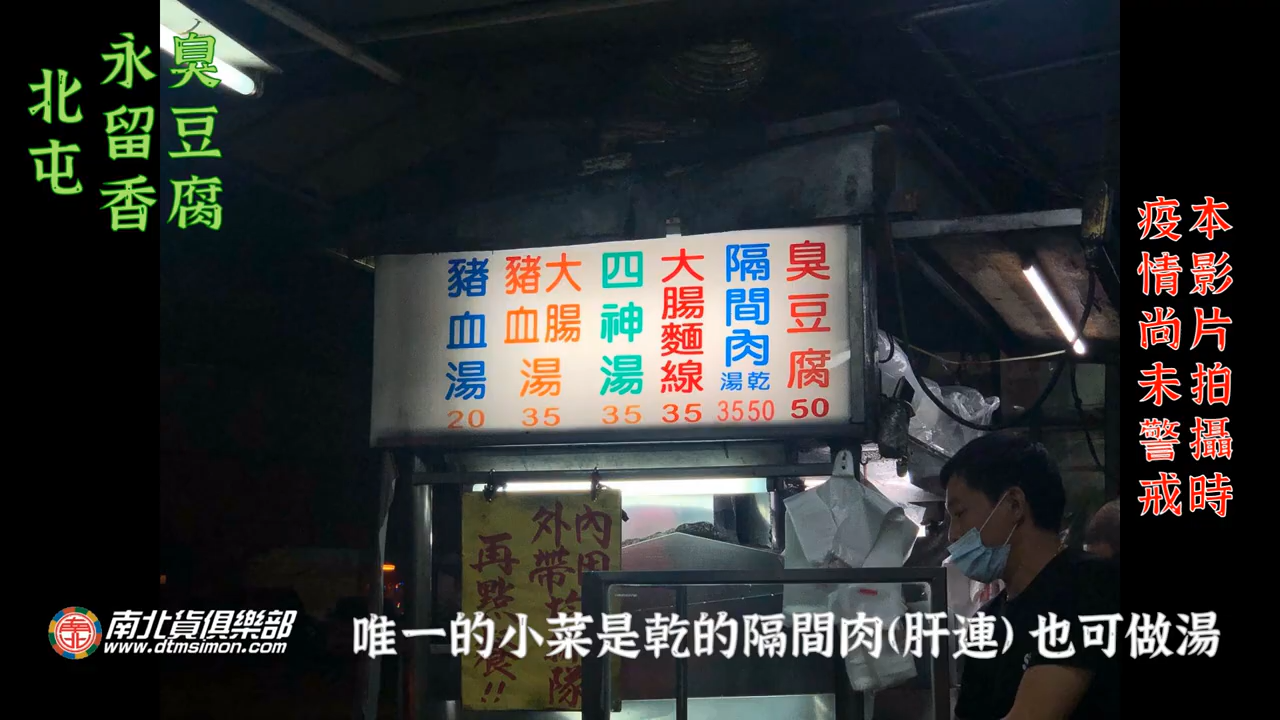 臭豆腐
永留香
北屯
本影片拍攝時
疫情尚未警戒
臭豆腐 50
隔間肉 乾 50 湯 35
大腸麵線 35
四神湯 35
大腸豬血湯 35
豬血湯 20
內用
外帶 隊
再點 食!!
唯一的小菜是乾的隔間肉(肝連) 也可做湯
南北貨俱樂部
www.dtmsimon.com